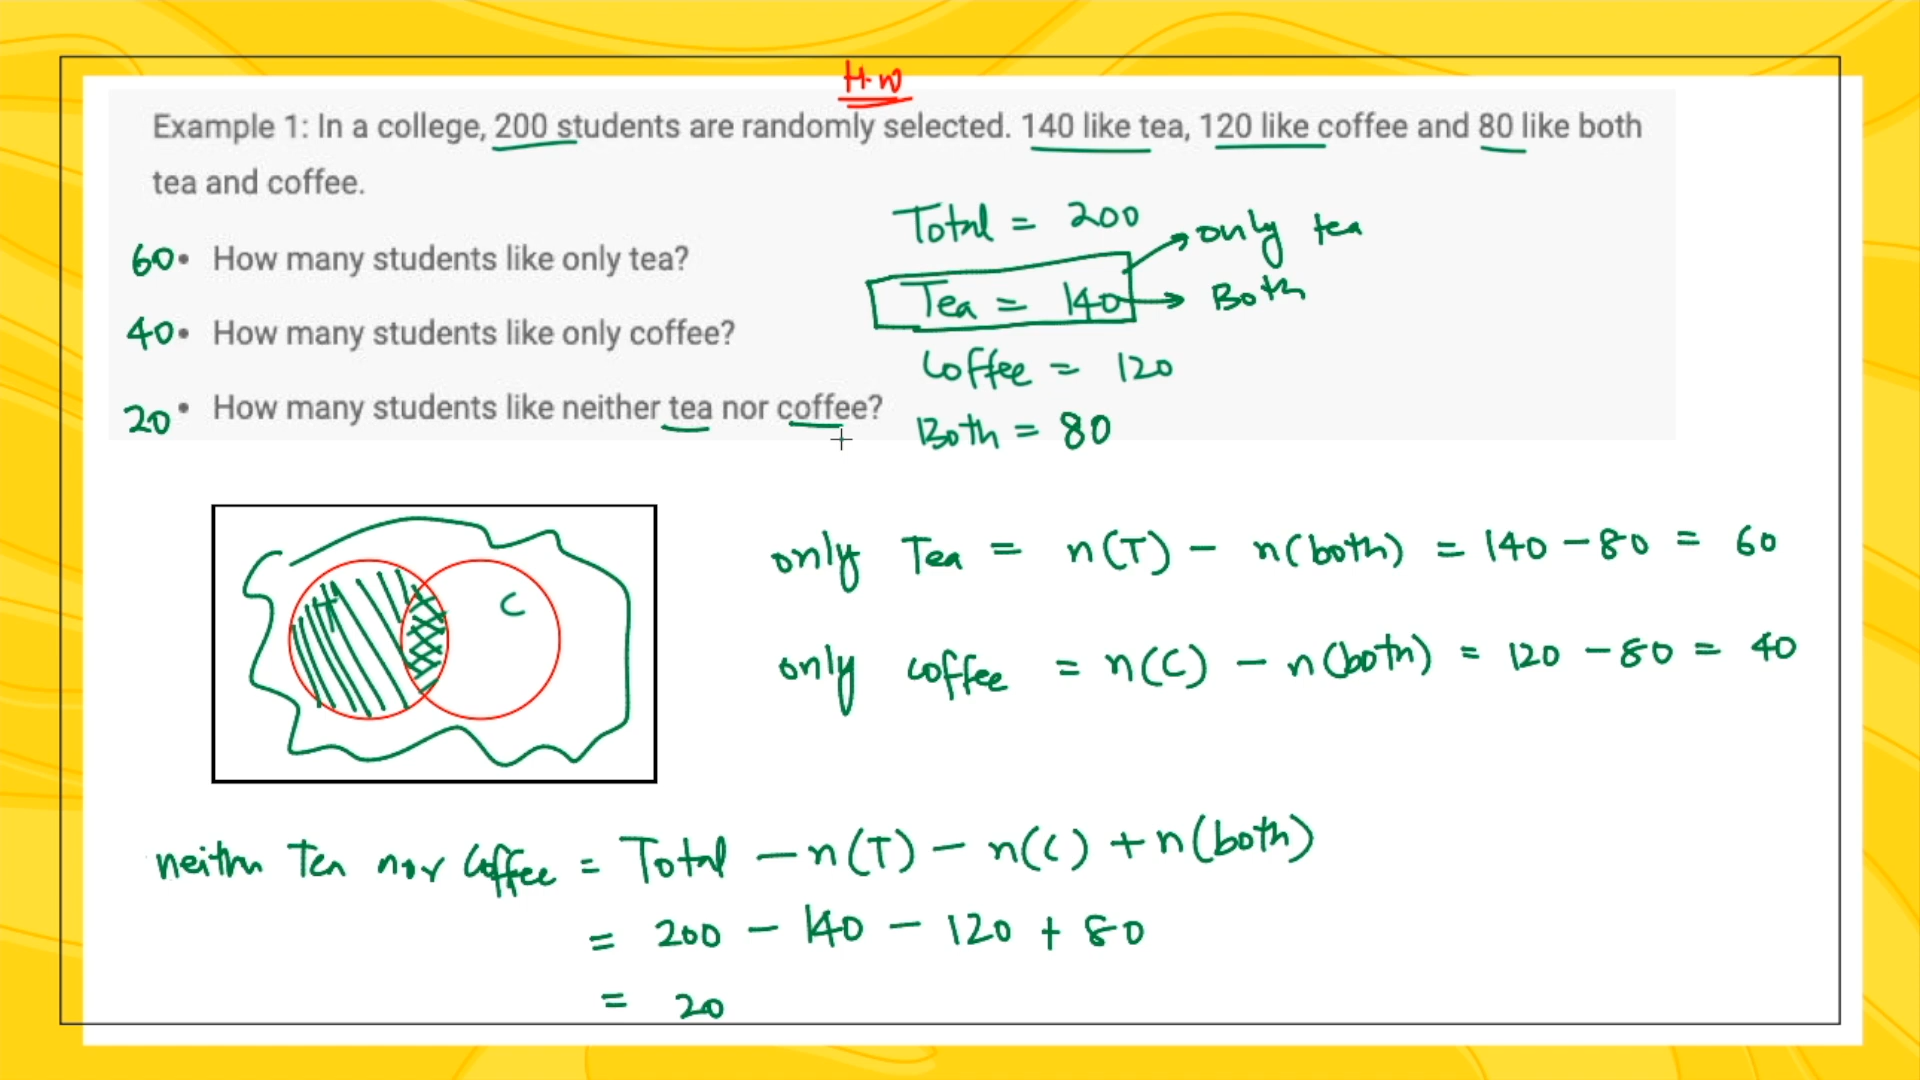 H.W
Example 1: In a college, 200 students are randomly selected. 140 like tea, 120 like coffee and 80 like both
tea and coffee.
Total = 200
only tea
60 • How many students like only tea?
Tea = 140
Both
40 • How many students like only coffee?
Coffee = 120
20 • How many students like neither tea nor coffee?
Both = 80
only Tea = n(T) - n(both) = 140 - 80 = 60
T
C
only coffee = n(C) - n(both) = 120 - 80 = 40
neither Tea nor Coffee = Total - n(T) - n(C) + n(both)
= 200 - 140 - 120 + 80
= 20